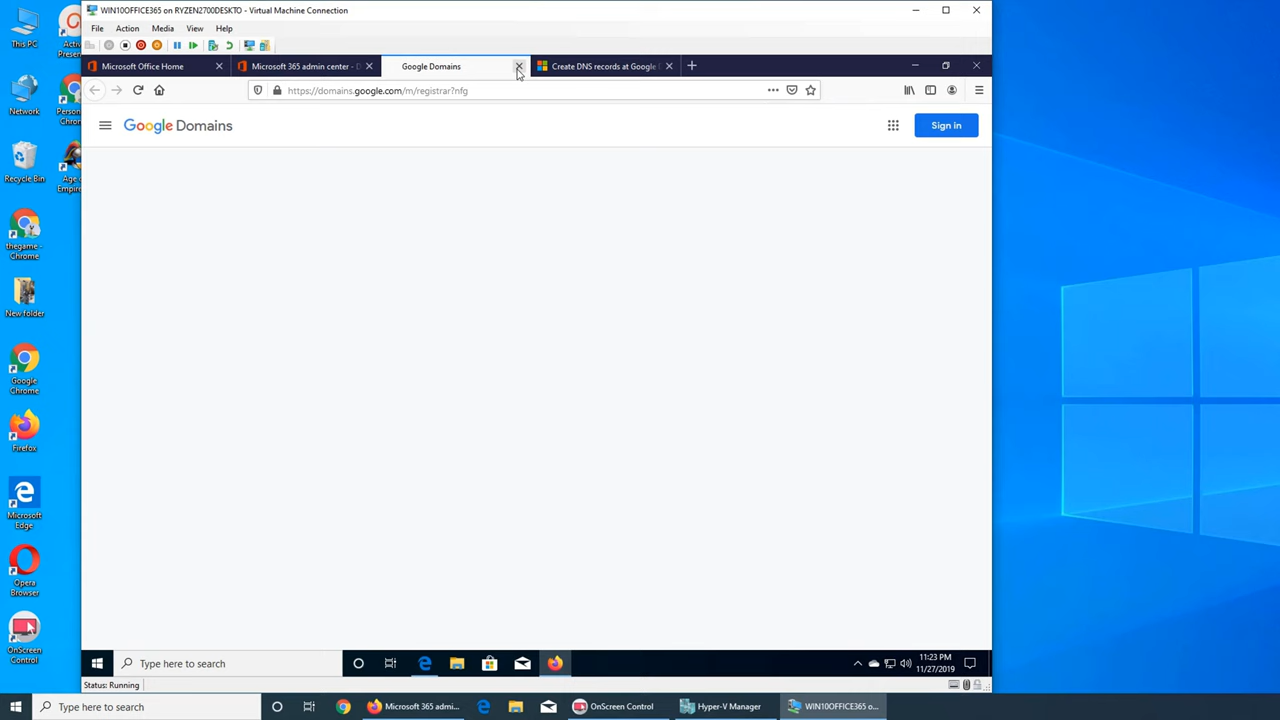 WIN10OFFICE365 on RYZEN2700DESKTO - Virtual Machine Connection
File Action Media View Help
Microsoft Office Home
Microsoft 365 admin center - D
Google Domains
Create DNS records at Google D
https://domains.google.com/m/registrar?nfg
Google Domains
Sign in
This PC
Network
Recycle Bin
thegame -
Chrome
New folder
Google
Chrome
Firefox
Microsoft
Edge
Opera
Browser
OnScreen
Control
Type here to search
11:23 PM
11/27/2019
Status: Running
Type here to search
Microsoft 365 admi...
OnScreen Control
Hyper-V Manager
WIN10OFFICE365 o...